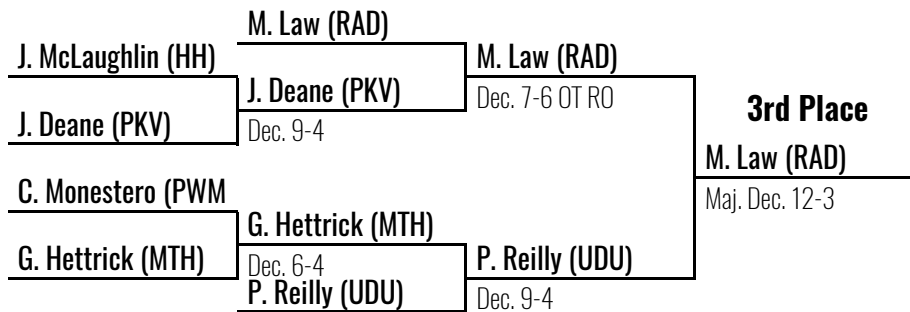 M. Law (RAD)
J. McLaughlin (HH)
M. Law (RAD)
J. Deane (PKV)
Dec. 7-6 OT RO
3rd Place
J. Deane (PKV)
Dec. 9-4
M. Law (RAD)
C. Monestero (PWM
Maj. Dec. 12-3
G. Hettrick (MTH)
G. Hettrick (MTH)
Dec. 6-4
P. Reilly (UDU)
P. Reilly (UDU)
Dec. 9-4